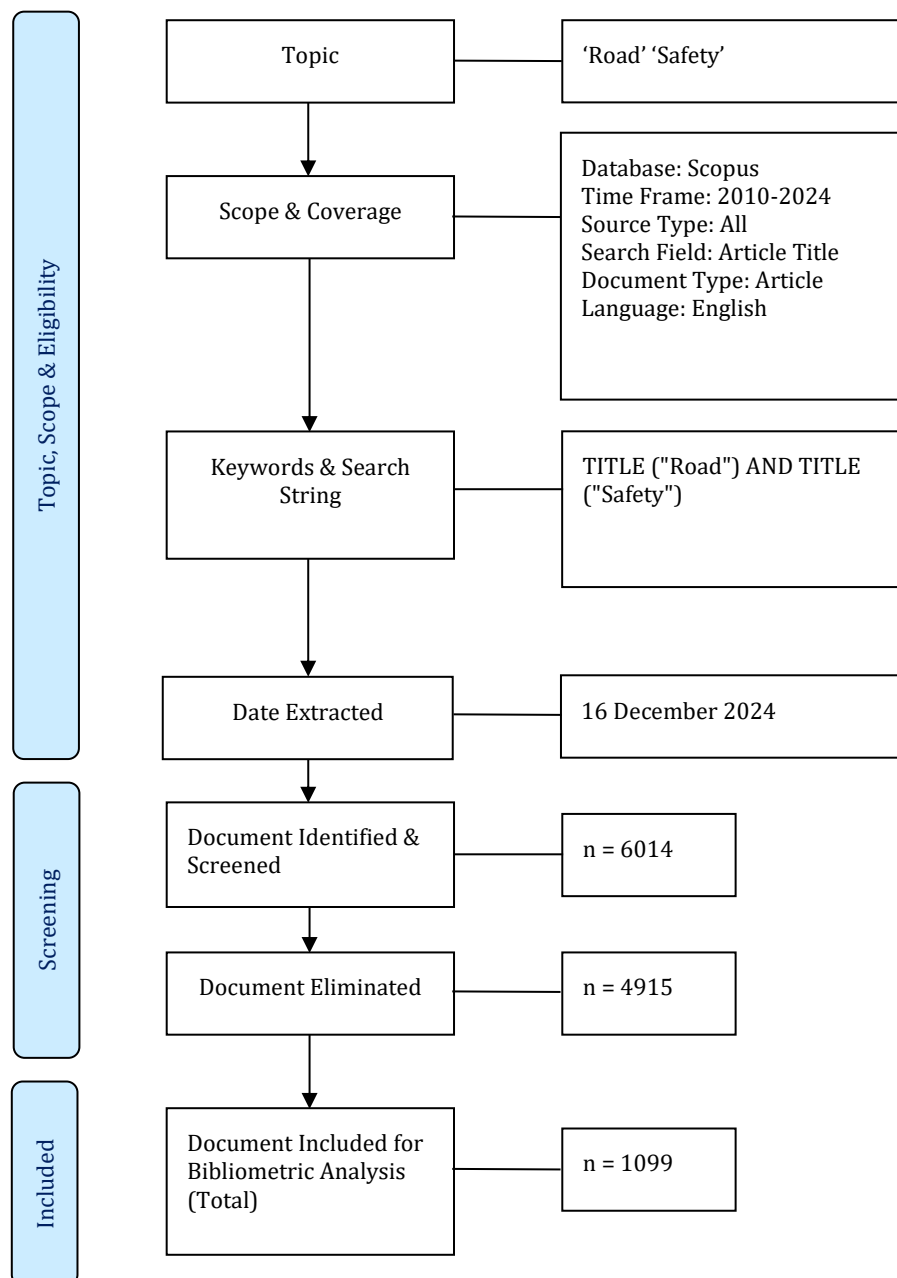 Topic, Scope & Eligibility
Topic
‘Road’ ‘Safety’
Scope & Coverage
Database: Scopus
Time Frame: 2010-2024
Source Type: All
Search Field: Article Title
Document Type: Article
Language: English
Keywords & Search
String
TITLE ("Road") AND TITLE
("Safety")
Date Extracted
16 December 2024
Screening
Document Identified &
Screened
n = 6014
Document Eliminated
n = 4915
Included
Document Included for
Bibliometric Analysis
(Total)
n = 1099